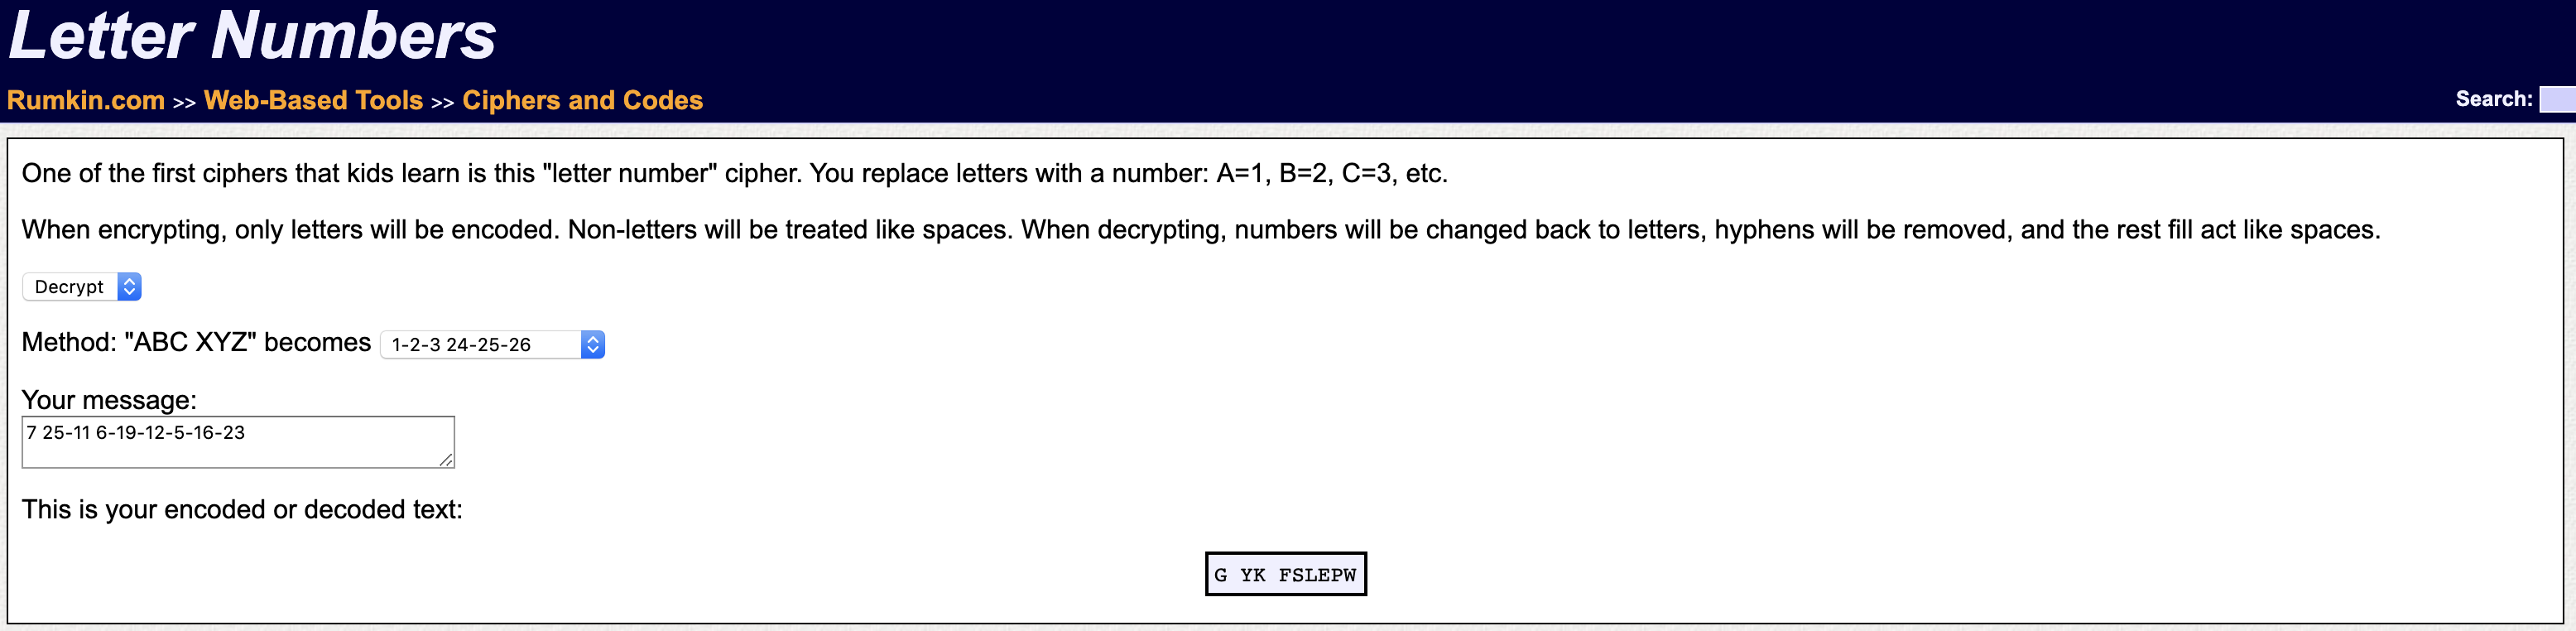 Letter Numbers
Rumkin.com >> Web-Based Tools >> Ciphers and Codes
Search:
One of the first ciphers that kids learn is this "letter number" cipher. You replace letters with a number: A=1, B=2, C=3, etc.
When encrypting, only letters will be encoded. Non-letters will be treated like spaces. When decrypting, numbers will be changed back to letters, hyphens will be removed, and the rest fill act like spaces.
Decrypt
Method: "ABC XYZ" becomes 1-2-3 24-25-26
Your message:
7 25-11 6-19-12-5-16-23
This is your encoded or decoded text:
G YK FSLEPW